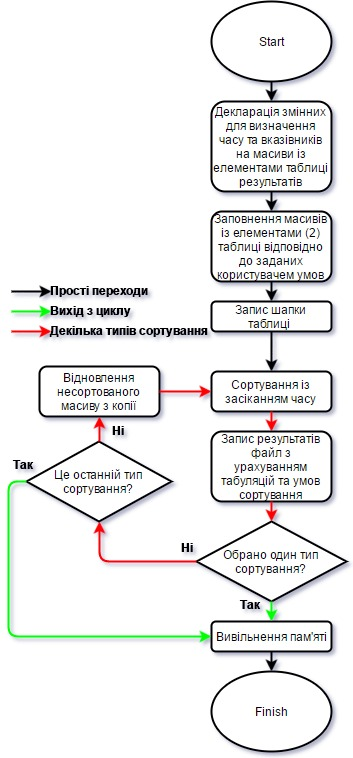 Start
Декларація змінних
для визначення
часу та вказівників
на масиви із
елементами таблиці
результатів
Заповнення масивів
із елементами (2)
таблиці відповідно
до заданих
користувачем умов
Прості переходи
Вихід з циклу
Декілька типів сортування
Запис шапки
таблиці
Відновлення
несортованого
масиву з копії
Сортування із
засіканням часу
Ні
Запис результатів
файл з
урахуванням
табуляцій та умов
сортування
Так
Це останній тип
сортування?
Ні
Обрано один тип
сортування?
Так
Вивільнення пам'яті
Finish